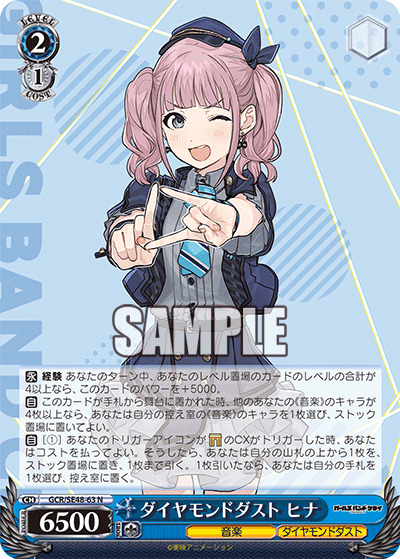 LEVEL
2
1
COST
GIRLS BAND C
SAMPLE
永 経験 あなたのターン中、あなたのレベル置場のカードのレベルの合計が
4以上なら、このカードのパワーを+5000。
自 このカードが手札から舞台に置かれた時、他のあなたの《音楽》のキャラが
4枚以上なら、あなたは自分の控え室の《音楽》のキャラを1枚選び、ストッ
ク置場に置いてよい。
自 [①] あなたのトリガーアイコンが のCXがトリガーした時、あなた
はコストを払ってよい。そうしたら、あなたは自分の山札の上から1枚を、
ストック置場に置き、1枚まで引く。1枚引いたなら、あなたは自分の手札を
1枚選び、控え室に置く。
CH
GCR/SE48-63 N
ダイヤモンドダスト ヒナ
ガールズバンドクライ
POWER
6500
音楽
ダイヤモンドダスト
©東映アニメーション